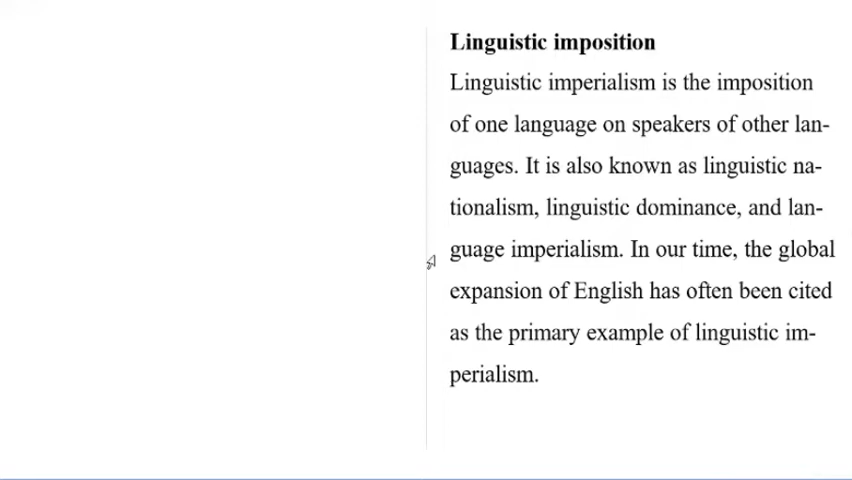 Linguistic imposition
Linguistic imperialism is the imposition
of one language on speakers of other lan-
guages. It is also known as linguistic na-
tionalism, linguistic dominance, and lan-
guage imperialism. In our time, the global
expansion of English has often been cited
as the primary example of linguistic im-
perialism.